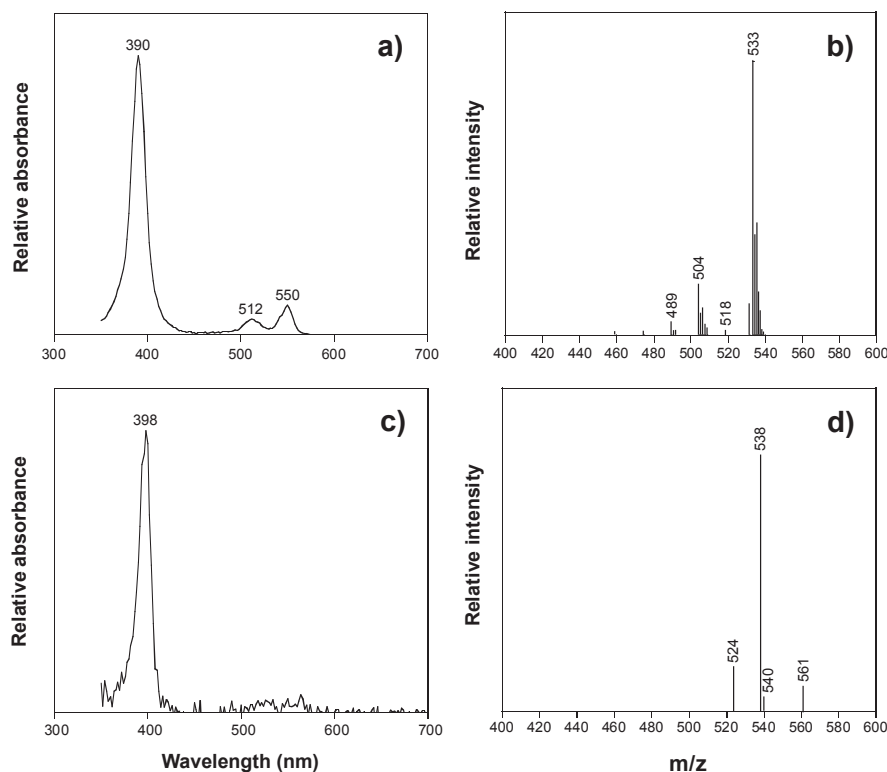 390
a)
512
550
Relative absorbance
300 400 500 600 700
533
b)
504
489
518
Relative intensity
400 420 440 460 480 500 520 540 560 580 600
398
c)
Relative absorbance
300 400 500 600 700
Wavelength (nm)
538
d)
524
540
561
Relative intensity
400 420 440 460 480 500 520 540 560 580 600
m/z